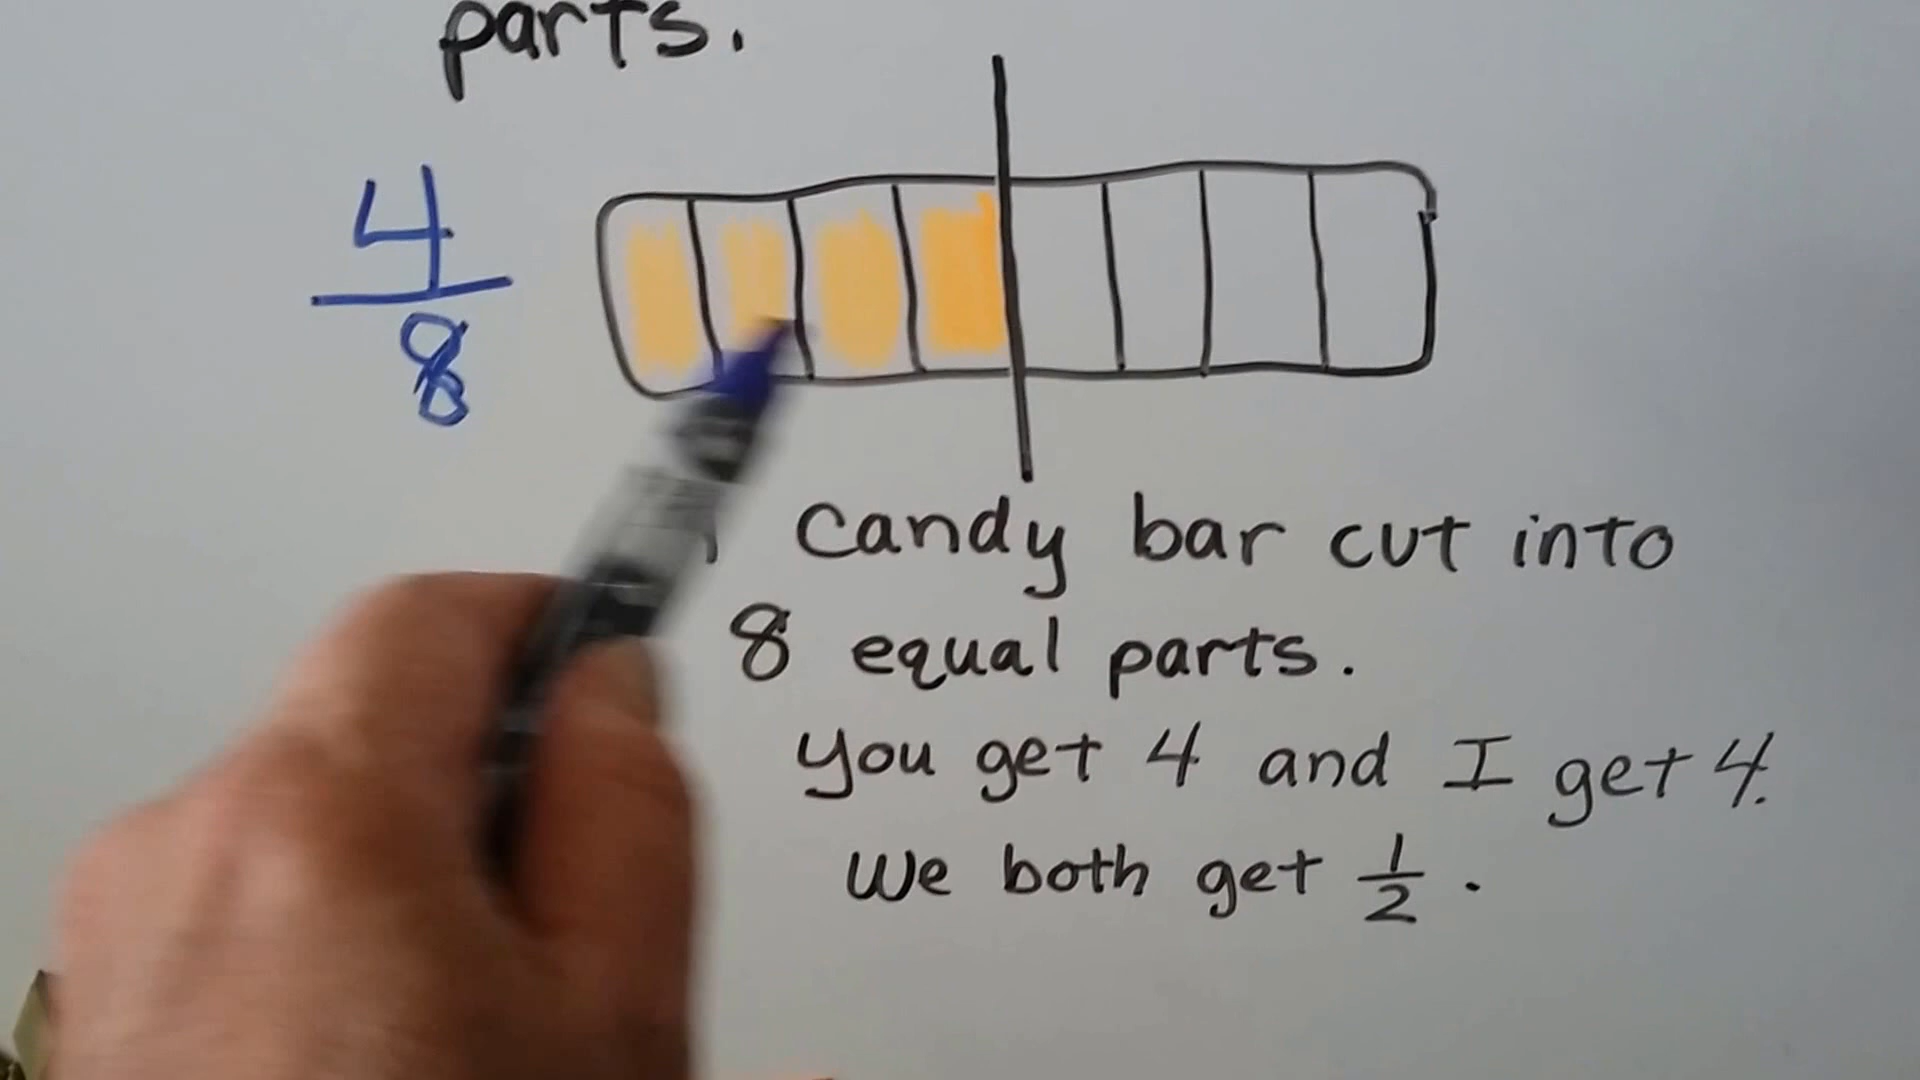 parts.
4
8
candy bar cut into
8 equal parts.
you get 4 and I get 4.
We both get 1/2.